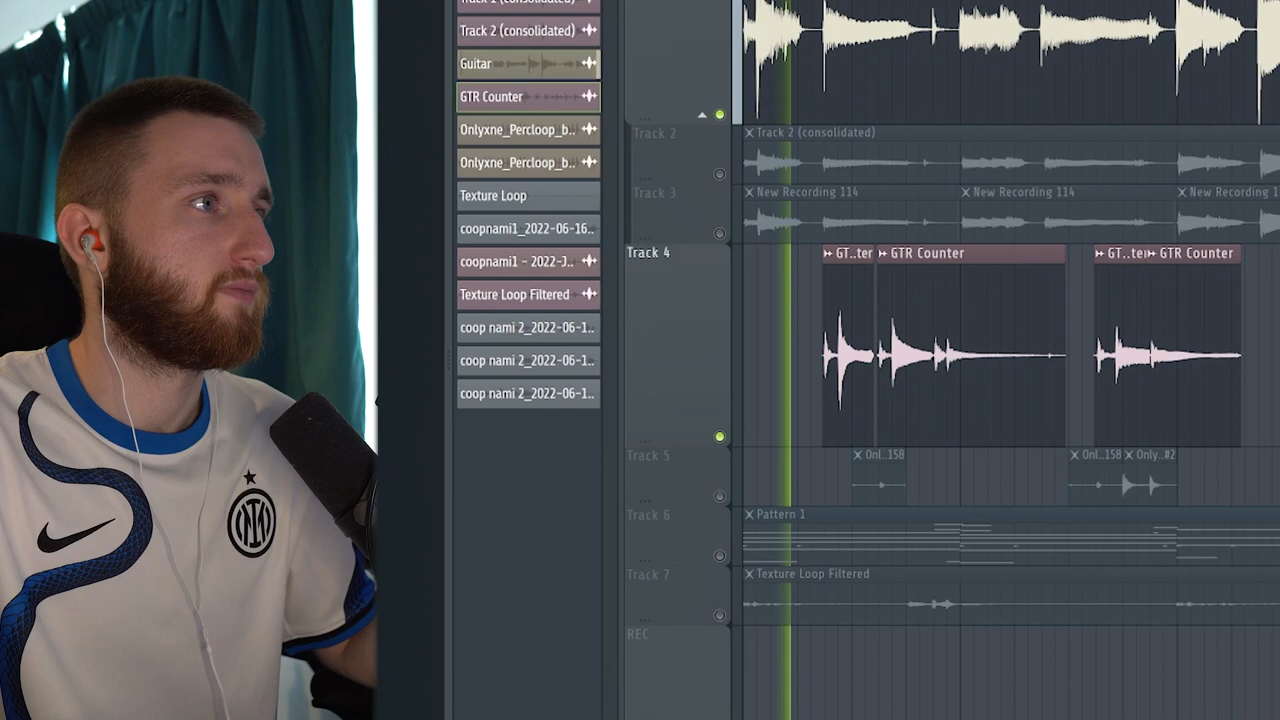 Track 1 (consolidated)
Track 2 (consolidated)
Guitar
GTR Counter
Onlyxne_Percloop_b..
Onlyxne_Percloop_b..
Texture Loop
coopnami1_2022-06-16..
coopnami1 - 2022-J..
Texture Loop Filtered
coop nami 2_2022-06-1..
coop nami 2_2022-06-1..
coop nami 2_2022-06-1..
...
Track 2
Track 2 (consolidated)
...
Track 3
New Recording 114
New Recording 114
New Recording 1
...
Track 4
GT..ter
GTR Counter
GT..ter
GTR Counter
...
Track 5
Onl..158
Onl..158
Only..#2
...
Track 6
Pattern 1
...
Track 7
Texture Loop Filtered
...
REC
IM